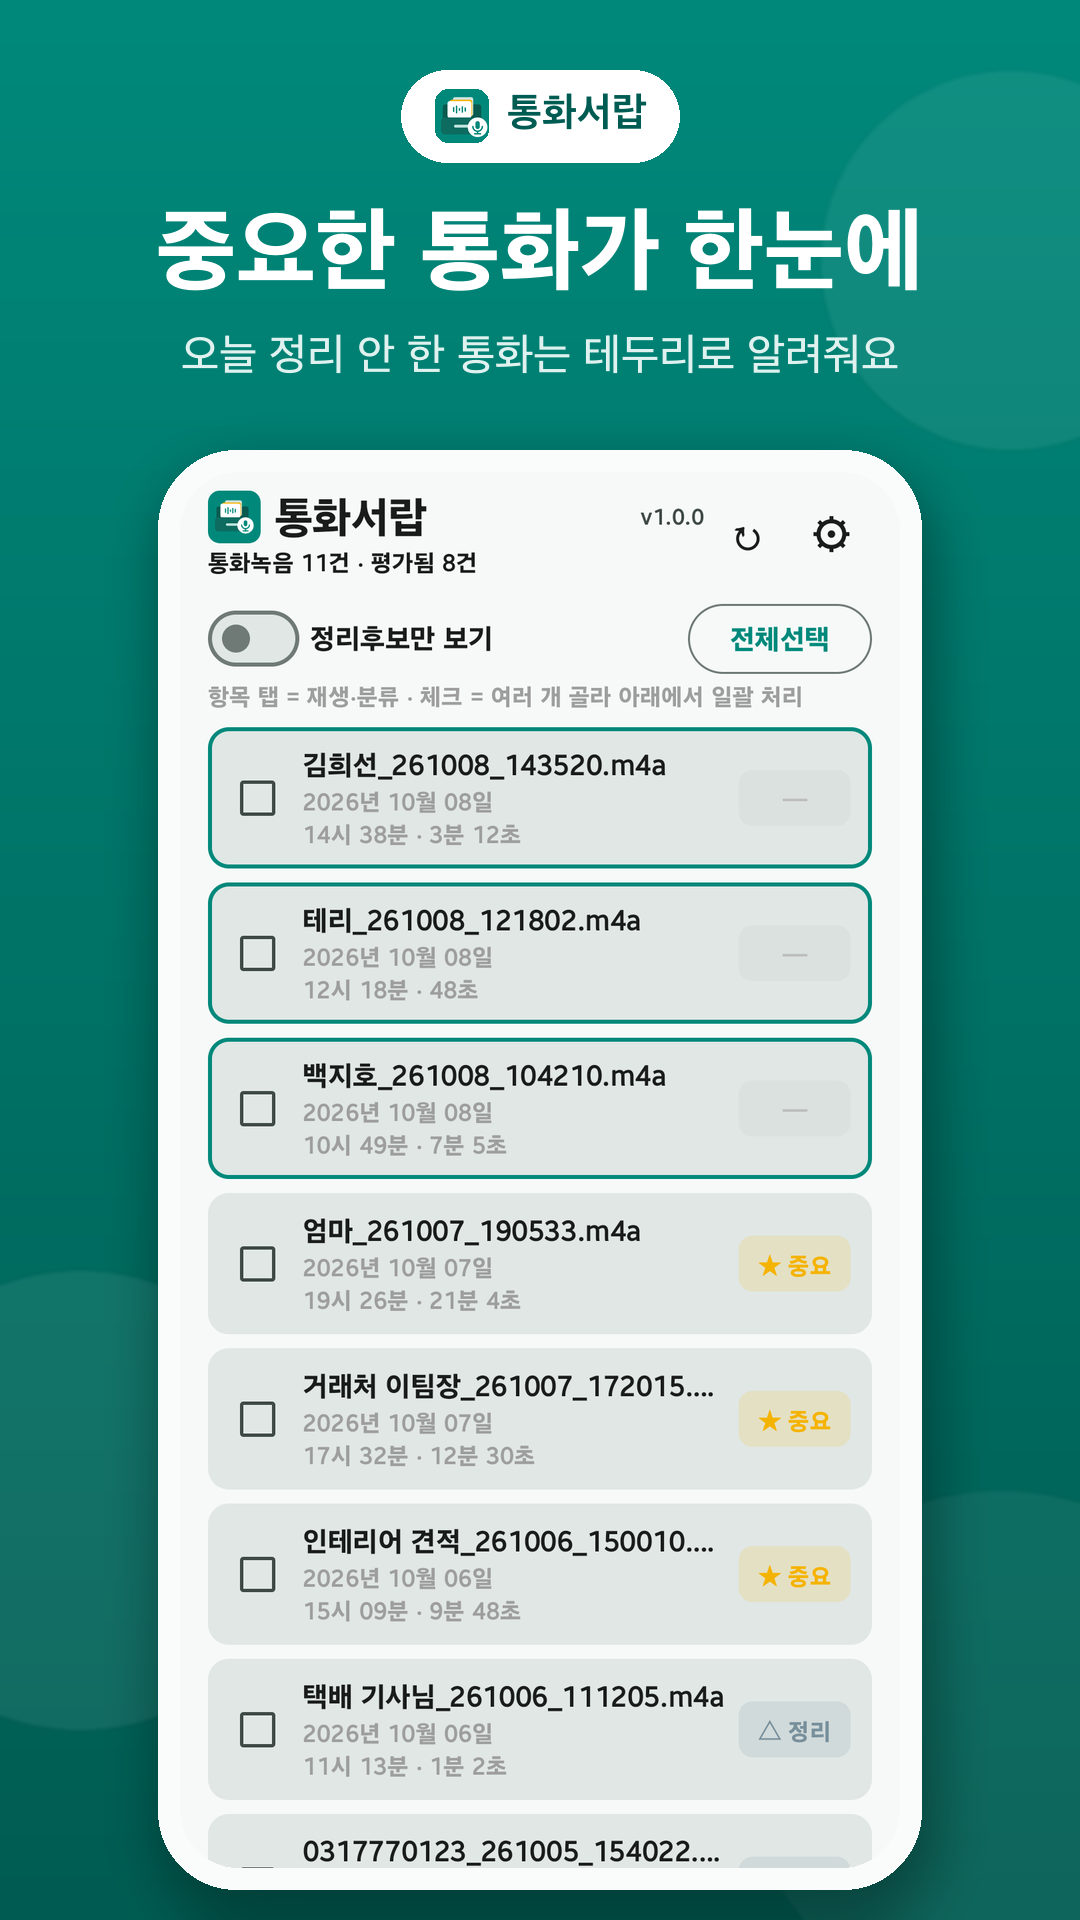 통화서랍
중요한 통화가 한눈에
오늘 정리 안 한 통화는 테두리로 알려줘요
통화서랍
v1.0.0
통화녹음 11건 · 평가됨 8건
정리후보만 보기
전체선택
항목 탭 = 재생·분류 · 체크 = 여러 개 골라 아래에서 일괄 처리
김희선_261008_143520.m4a
2026년 10월 08일
14시 38분 · 3분 12초
—
테리_261008_121802.m4a
2026년 10월 08일
12시 18분 · 48초
—
백지호_261008_104210.m4a
2026년 10월 08일
10시 49분 · 7분 5초
—
엄마_261007_190533.m4a
2026년 10월 07일
19시 26분 · 21분 4초
★ 중요
거래처 이팀장_261007_172015....
2026년 10월 07일
17시 32분 · 12분 30초
★ 중요
인테리어 견적_261006_150010....
2026년 10월 06일
15시 09분 · 9분 48초
★ 중요
택배 기사님_261006_111205.m4a
2026년 10월 06일
11시 13분 · 1분 2초
△ 정리
0317770123_261005_154022....